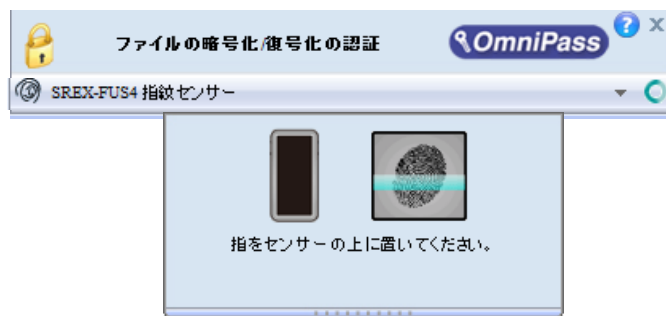 ファイルの暗号化/復号化の認証
OmniPass
?
SREX-FUS4 指紋センサー
指をセンサーの上に置いてください。